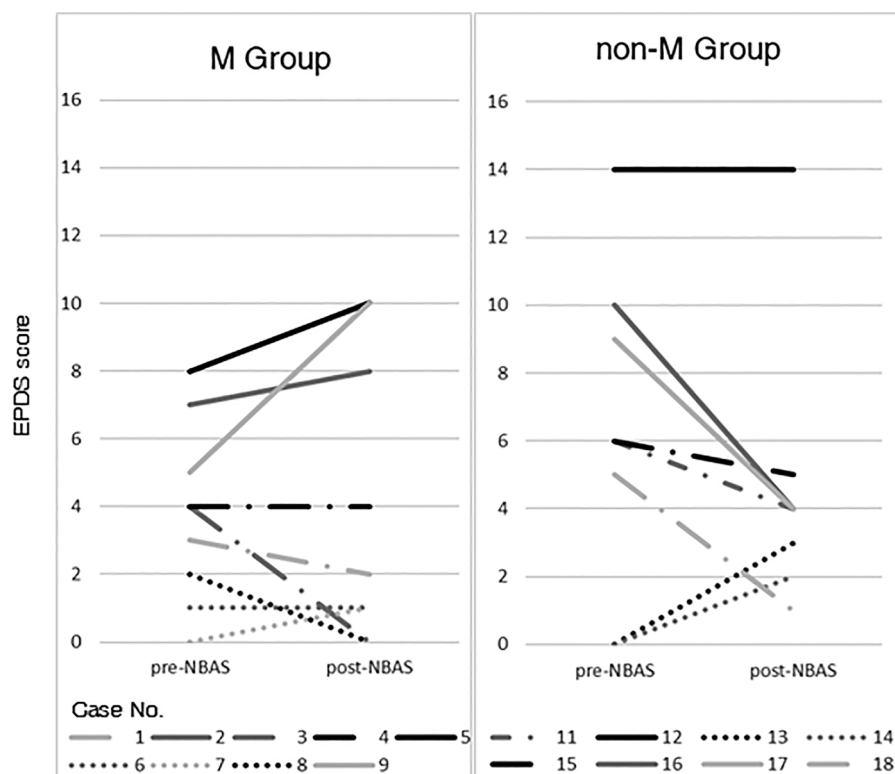 M Group
16
14
12
10
8
6
4
2
0
EPDS score
pre-NBAS post-NBAS
Case No.
1 2 3 4 5
6 7 8 9
non-M Group
16
14
12
10
8
6
4
2
0
pre-NBAS post-NBAS
11 12 13 14
15 16 17 18